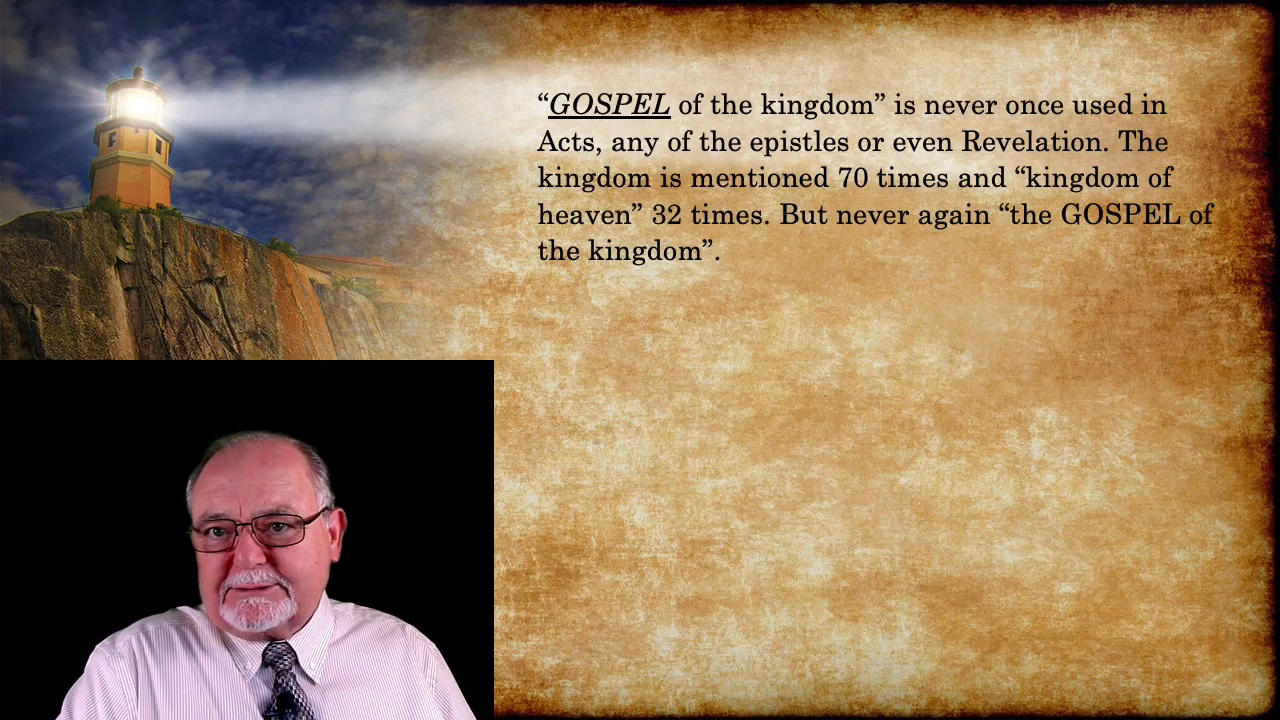 “GOSPEL of the kingdom” is never once used in
Acts, any of the epistles or even Revelation. The
kingdom is mentioned 70 times and “kingdom of
heaven” 32 times. But never again “the GOSPEL of
the kingdom”.